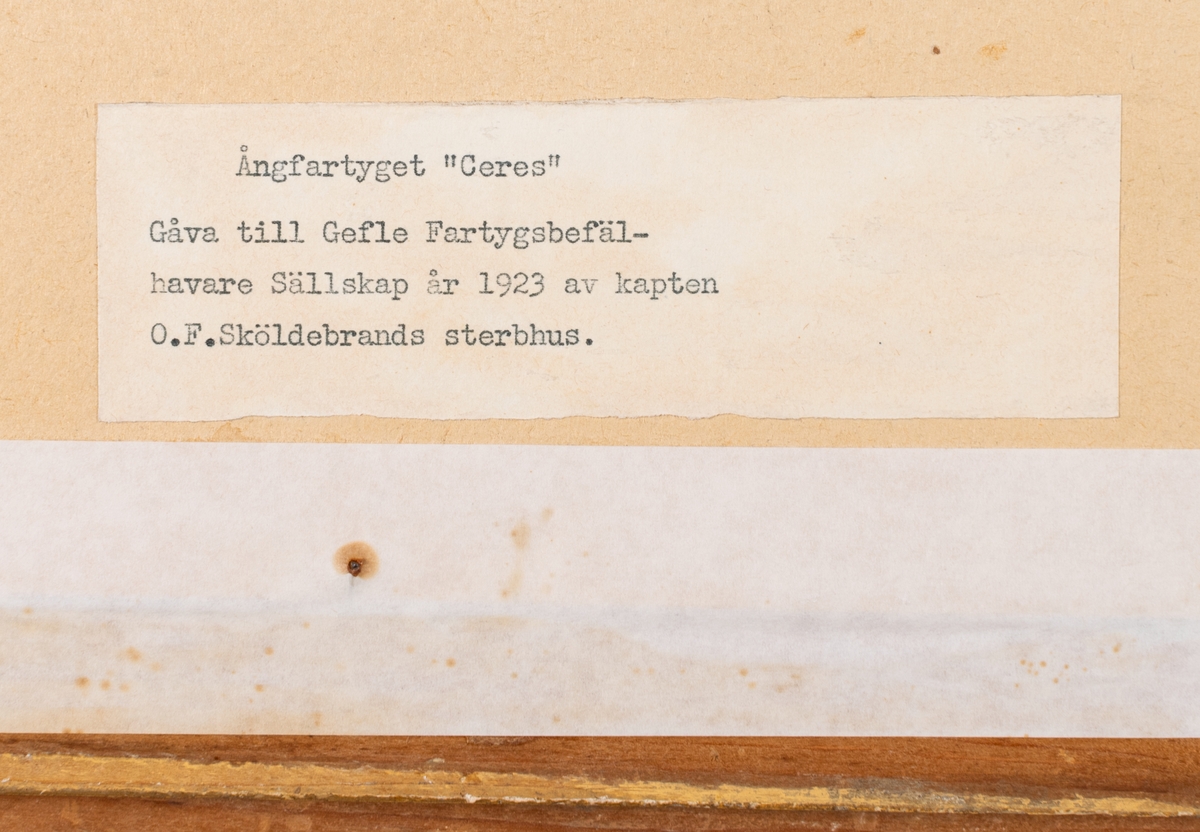 Ångfartyget "Ceres"
Gåva till Gefle Fartygsbefäl-
havare Sällskap år 1923 av kapten
O.F.Sköldebrands sterbhus.